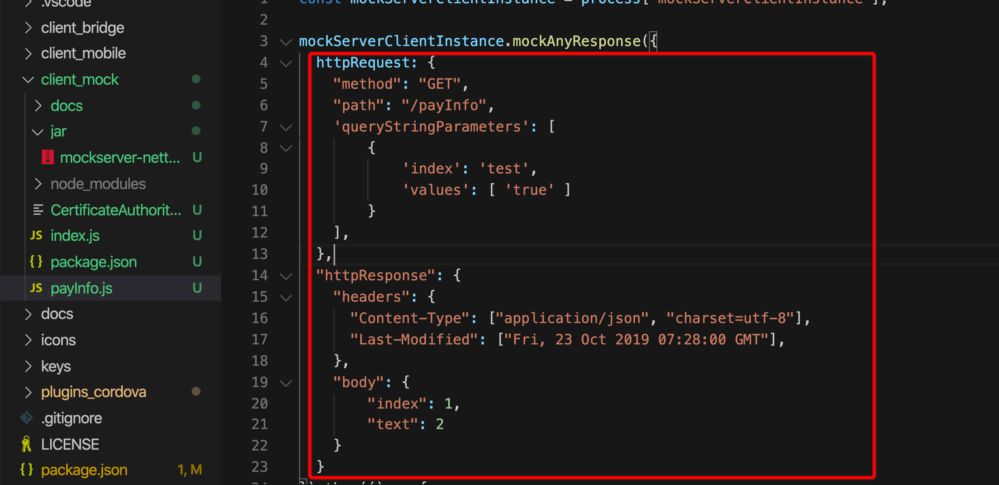 .vscode
client_bridge
client_mobile
client_mock
docs
jar
mockserver-nett... U
node_modules
CertificateAuthorit... U
JS index.js U
{} package.json U
JS payInfo.js U
docs
icons
keys
plugins_cordova
.gitignore
LICENSE
{} package.json 1, M
1 const mockServerClientInstance = process['mockServerClientInstance'];
2
3 mockServerClientInstance.mockAnyResponse({
4 httpRequest: {
5 "method": "GET",
6 "path": "/payInfo",
7 'queryStringParameters': [
8 {
9 'index': 'test',
10 'values': [ 'true' ]
11 }
12 ],
13 },
14 "httpResponse": {
15 "headers": {
16 "Content-Type": ["application/json", "charset=utf-8"],
17 "Last-Modified": ["Fri, 23 Oct 2019 07:28:00 GMT"],
18 },
19 "body": {
20 "index": 1,
21 "text": 2
22 }
23 }